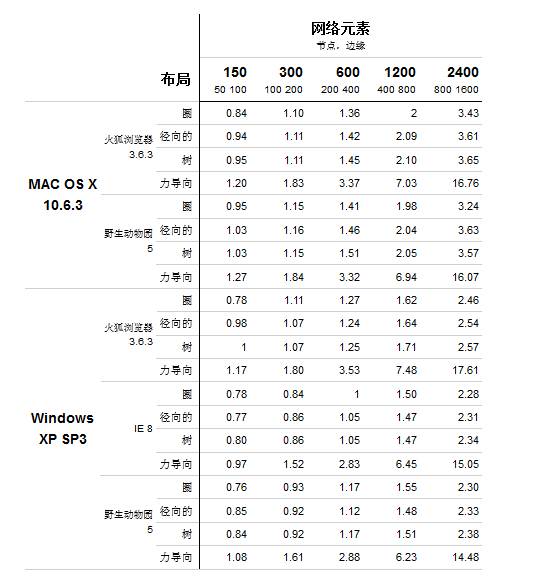 网络元素
节点，边缘
布局 150 300 600 1200 2400
50 100 100 200 200 400 400 800 800 1600
MAC OS X
10.6.3
火狐浏览器
3.6.3
圈 0.84 1.10 1.36 2 3.43
径向的 0.94 1.11 1.42 2.09 3.61
树 0.95 1.11 1.45 2.10 3.65
力导向 1.20 1.83 3.37 7.03 16.76
野生动物园
5
圈 0.95 1.15 1.41 1.98 3.24
径向的 1.03 1.16 1.46 2.04 3.63
树 1.03 1.15 1.51 2.05 3.57
力导向 1.27 1.84 3.32 6.94 16.07
Windows
XP SP3
火狐浏览器
3.6.3
圈 0.78 1.11 1.27 1.62 2.46
径向的 0.98 1.07 1.24 1.64 2.54
树 1 1.07 1.25 1.71 2.57
力导向 1.17 1.80 3.53 7.48 17.61
IE 8
圈 0.78 0.84 1 1.50 2.28
径向的 0.77 0.86 1.05 1.47 2.31
树 0.80 0.86 1.05 1.47 2.34
力导向 0.97 1.52 2.83 6.45 15.05
野生动物园
5
圈 0.76 0.93 1.17 1.55 2.30
径向的 0.85 0.92 1.12 1.48 2.33
树 0.84 0.92 1.17 1.51 2.38
力导向 1.08 1.61 2.88 6.23 14.48